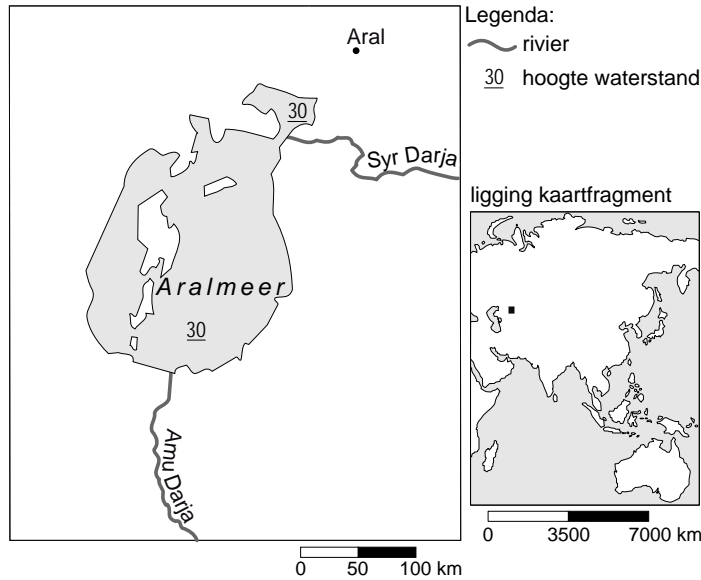 Aral
30
Syr Darja
Aralmeer
30
Amu Darja
0 50 100 km
Legenda:
rivier
30 hoogte waterstand
ligging kaartfragment
0 3500 7000 km